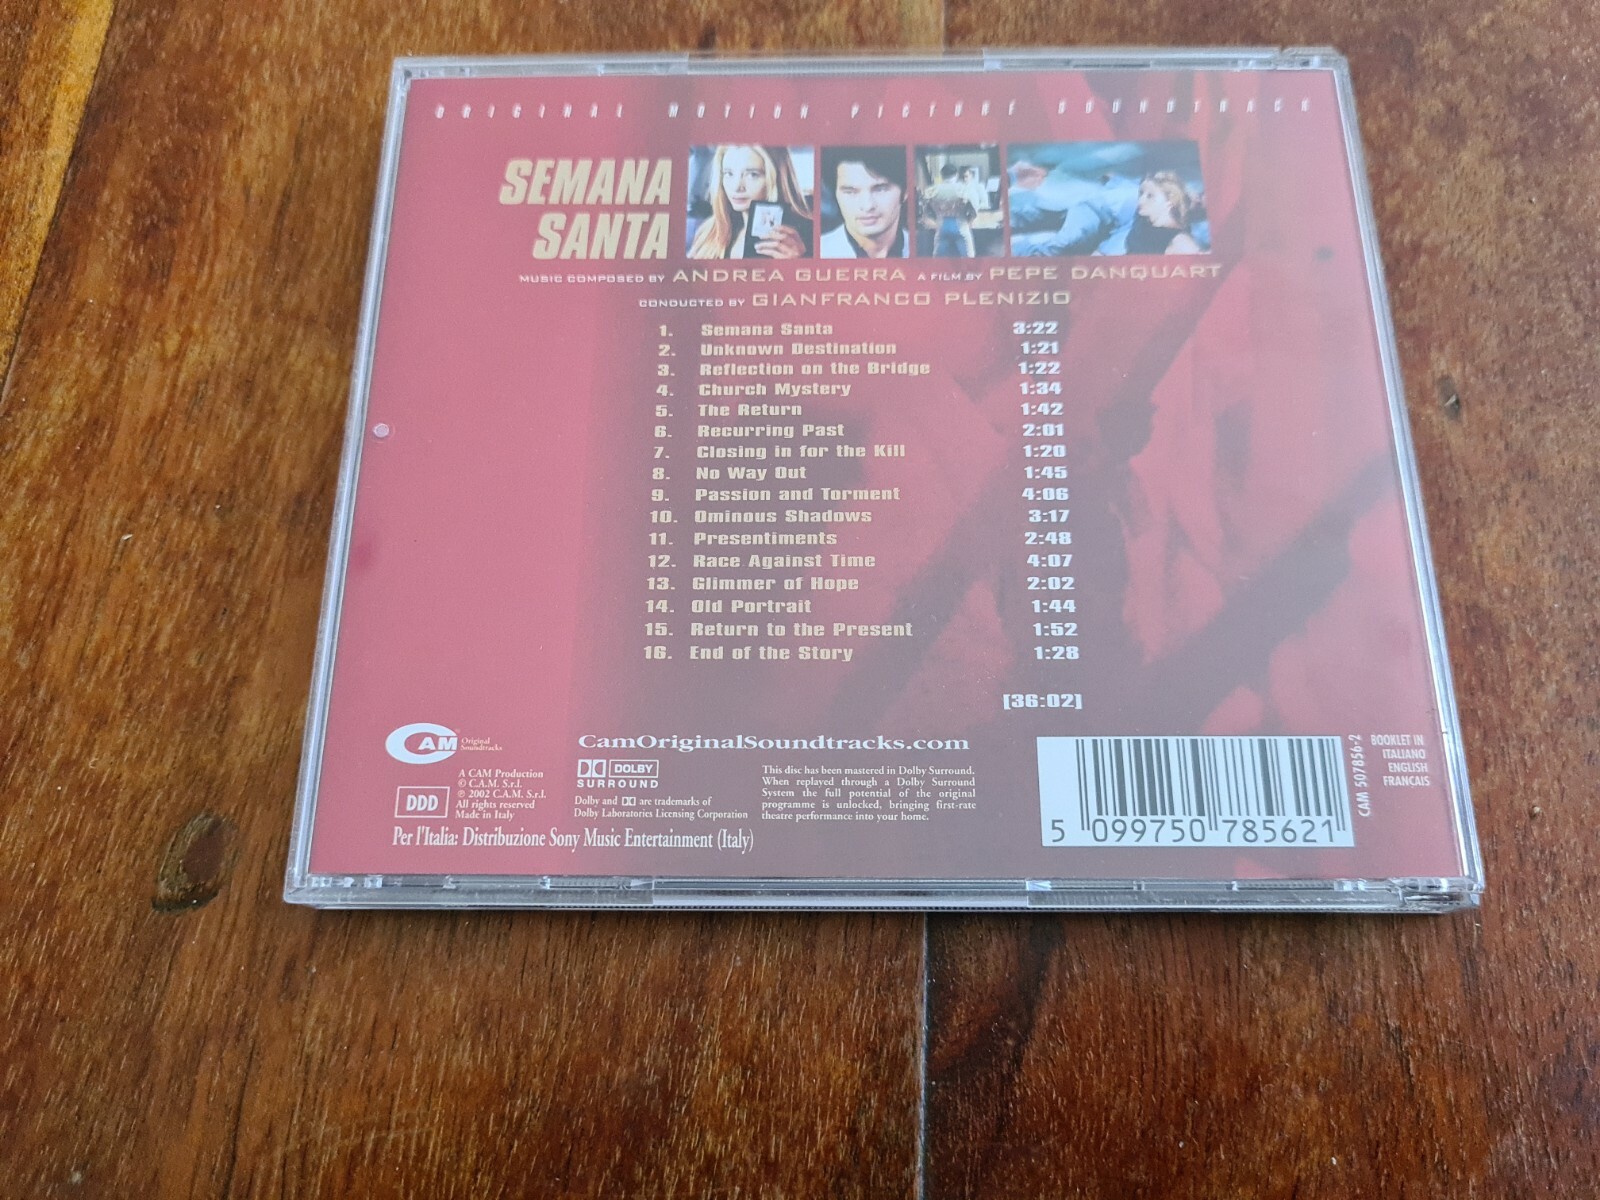 ORIGINAL MOTION PICTURE SOUNDTRACK
SEMANA
SANTA
MUSIC COMPOSED BY ANDREA GUERRA A FILM BY PEPE DANQUART
CONDUCTED BY GIANFRANCO PLENIZIO
1. Semana Santa 3:22
2. Unknown Destination 1:21
3. Reflection on the Bridge 1:22
4. Church Mystery 1:34
5. The Return 1:42
6. Recurring Past 2:01
7. Closing in for the Kill 1:20
8. No Way Out 1:45
9. Passion and Torment 4:06
10. Ominous Shadows 3:17
11. Presentiments 2:48
12. Race Against Time 4:07
13. Glimmer of Hope 2:02
14. Old Portrait 1:44
15. Return to the Present 1:52
16. End of the Story 1:28
[36:02]
CAM Original
Soundtracks
A CAM Production
© C.A.M. S.r.l.
℗ 2002 C.A.M. S.r.l.
All rights reserved
Made in Italy
DDD
CamOriginalSoundtracks.com
DOLBY
SURROUND
Dolby and DD are trademarks of
Dolby Laboratories Licensing Corporation
This disc has been mastered in Dolby Surround.
When replayed through a Dolby Surround
System the full potential of the original
programme is unlocked, bringing first-rate
theatre performance into your home.
Per l'Italia: Distribuzione Sony Music Entertainment (Italy)
5 099750 785621
CAM 507856-2
BOOKLET IN
ITALIANO
ENGLISH
FRANCAIS